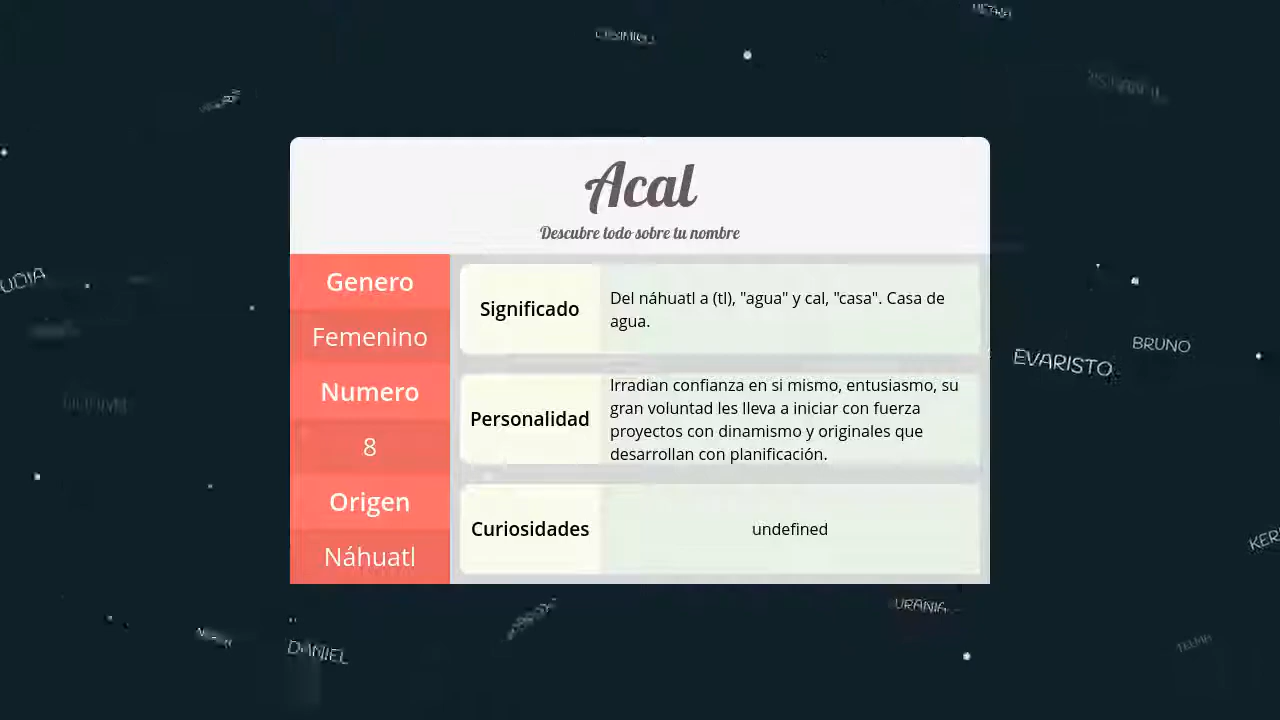 Acal
Descubre todo sobre tu nombre
Genero
Femenino
Numero
8
Origen
Náhuatl
Significado
Del náhuatl a (tl), "agua" y cal, "casa". Casa de
agua.
Personalidad
Irradian confianza en si mismo, entusiasmo, su
gran voluntad les lleva a iniciar con fuerza
proyectos con dinamismo y originales que
desarrollan con planificación.
Curiosidades
undefined
EVARISTO
BRUNO
URANIA
DANIEL